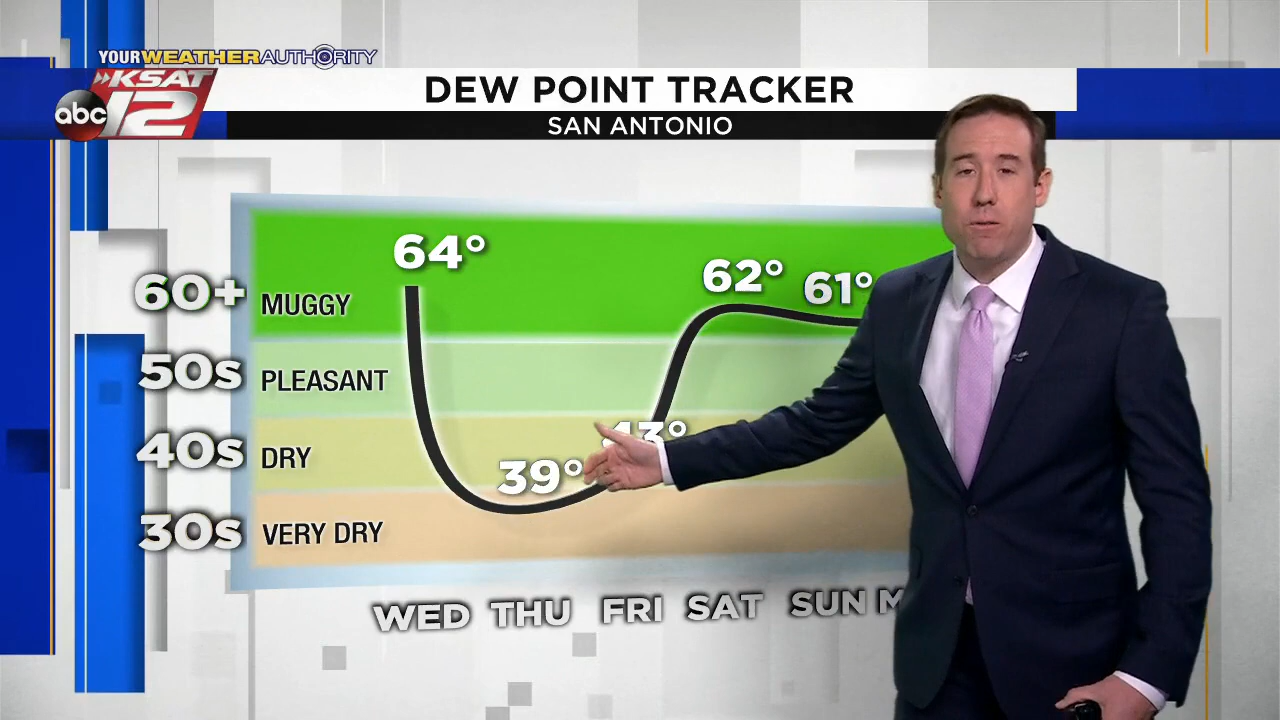 YOURWEATHERAUTHORITY
KSAT
abc 12
DEW POINT TRACKER
SAN ANTONIO
64°
62° 61°
60+ MUGGY
50s PLEASANT
43°
40s DRY
39°
30s VERY DRY
WED THU FRI SAT SUN M